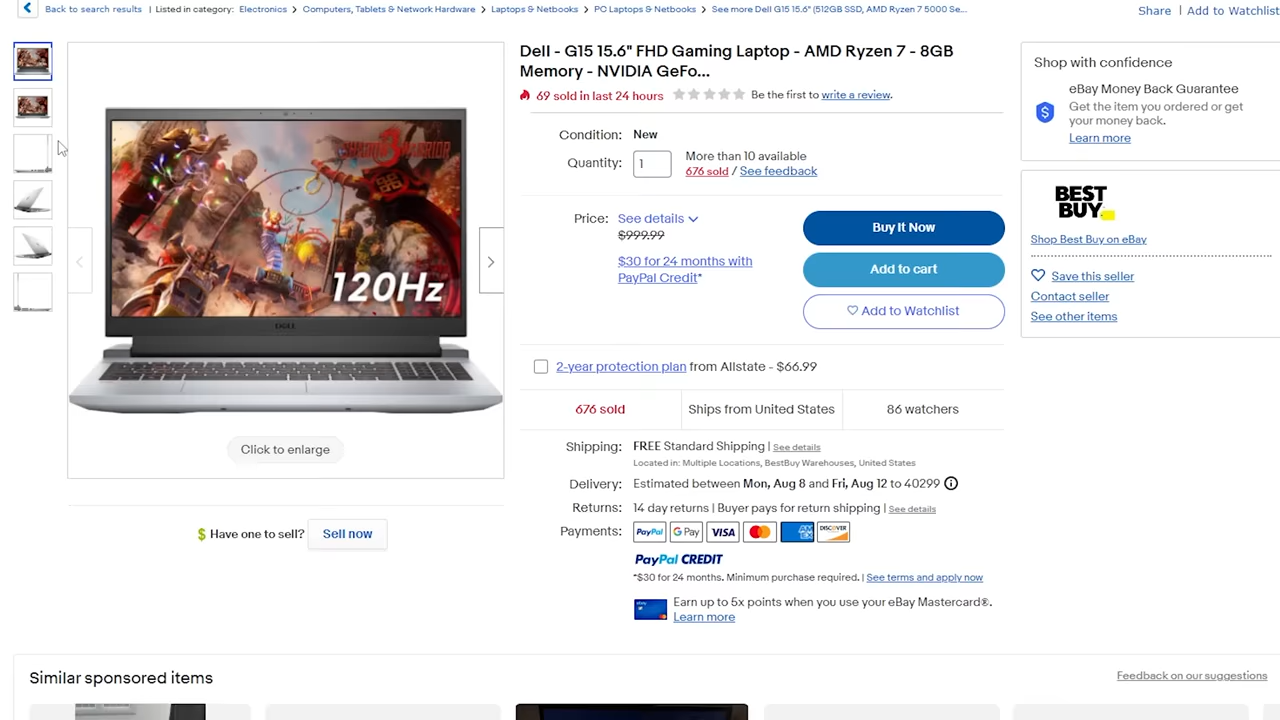 Back to search results | Listed in category: Electronics > Computers, Tablets & Network Hardware > Laptops & Netbooks > PC Laptops & Netbooks > See more Dell G15 15.6" (512GB SSD, AMD Ryzen 7 5000 Se...
Share | Add to Watchlist
Dell - G15 15.6" FHD Gaming Laptop - AMD Ryzen 7 - 8GB
Memory - NVIDIA GeFo...
69 sold in last 24 hours
Be the first to write a review.
Condition: New
Quantity: 1
More than 10 available
676 sold / See feedback
Price: See details
$999.99
$30 for 24 months with
PayPal Credit*
Buy It Now
Add to cart
Add to Watchlist
2-year protection plan from Allstate - $66.99
676 sold
Ships from United States
86 watchers
Shipping: FREE Standard Shipping | See details
Located in: Multiple Locations, BestBuy Warehouses, United States
Delivery: Estimated between Mon, Aug 8 and Fri, Aug 12 to 40299
Returns: 14 day returns | Buyer pays for return shipping | See details
Payments: PayPal G Pay VISA AM EX DISCOVER
PayPal CREDIT
*$30 for 24 months. Minimum purchase required. | See terms and apply now
Earn up to 5x points when you use your eBay Mastercard®.
Learn more
Shop with confidence
eBay Money Back Guarantee
Get the item you ordered or get
your money back.
Learn more
BEST
BUY
Shop Best Buy on eBay
Save this seller
Contact seller
See other items
120Hz
DELL
Click to enlarge
Have one to sell? Sell now
Similar sponsored items
Feedback on our suggestions